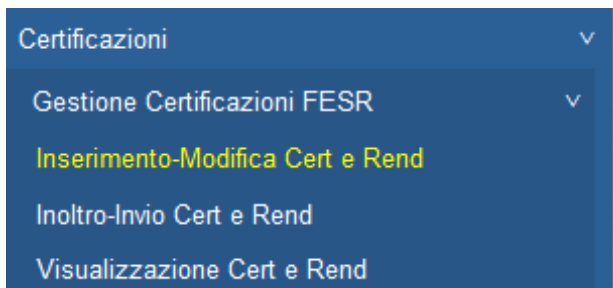 Certificazioni
Gestione Certificazioni FESR
Inserimento-Modifica Cert e Rend
Inoltro-Invio Cert e Rend
Visualizzazione Cert e Rend